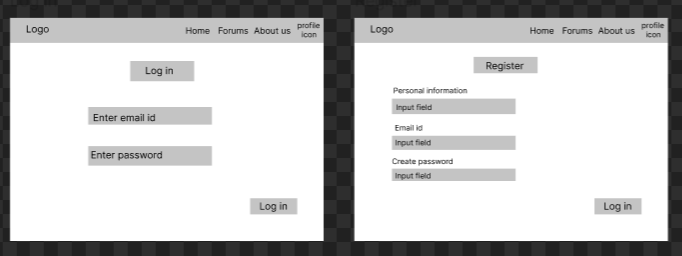 Logo
Home Forums About us profile icon
Log in
Enter email id
Enter password
Log in
Logo
Home Forums About us profile icon
Register
Personal information
Input field
Email id
Input field
Create password
Input field
Log in